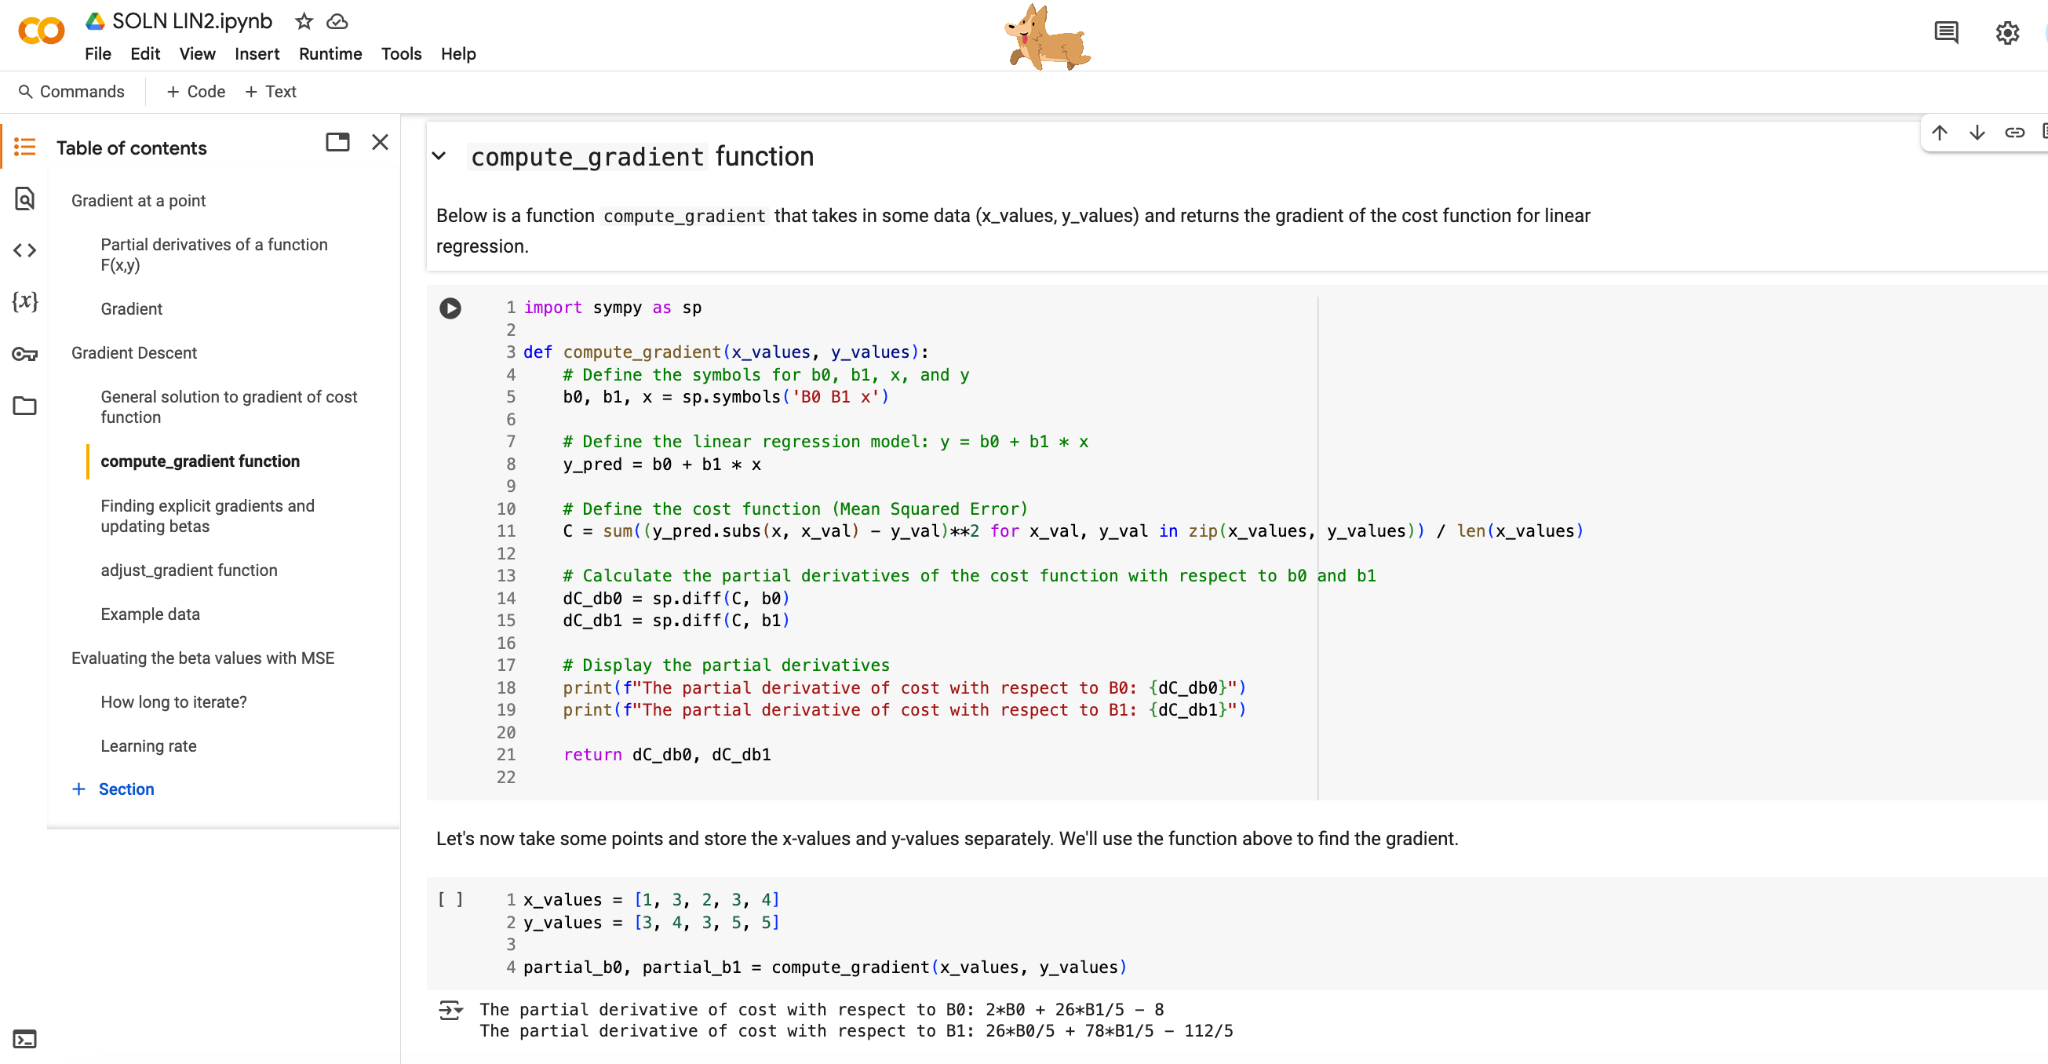 SOLN LIN2.ipynb
File Edit View Insert Runtime Tools Help
Commands + Code + Text
Table of contents
Gradient at a point
Partial derivatives of a function
F(x,y)
Gradient
Gradient Descent
General solution to gradient of cost
function
compute_gradient function
Finding explicit gradients and
updating betas
adjust_gradient function
Example data
Evaluating the beta values with MSE
How long to iterate?
Learning rate
+ Section
compute_gradient function
Below is a function compute_gradient that takes in some data (x_values, y_values) and returns the gradient of the cost function for linear
regression.
1 import sympy as sp
2
3 def compute_gradient(x_values, y_values):
4     # Define the symbols for b0, b1, x, and y
5     b0, b1, x = sp.symbols('B0 B1 x')
6
7     # Define the linear regression model: y = b0 + b1 * x
8     y_pred = b0 + b1 * x
9
10     # Define the cost function (Mean Squared Error)
11     C = sum((y_pred.subs(x, x_val) - y_val)**2 for x_val, y_val in zip(x_values, y_values)) / len(x_values)
12
13     # Calculate the partial derivatives of the cost function with respect to b0 and b1
14     dC_db0 = sp.diff(C, b0)
15     dC_db1 = sp.diff(C, b1)
16
17     # Display the partial derivatives
18     print(f"The partial derivative of cost with respect to B0: {dC_db0}")
19     print(f"The partial derivative of cost with respect to B1: {dC_db1}")
20
21     return dC_db0, dC_db1
22
Let's now take some points and store the x-values and y-values separately. We'll use the function above to find the gradient.
[ ] 1 x_values = [1, 3, 2, 3, 4]
2 y_values = [3, 4, 3, 5, 5]
3
4 partial_b0, partial_b1 = compute_gradient(x_values, y_values)
The partial derivative of cost with respect to B0: 2*B0 + 26*B1/5 - 8
The partial derivative of cost with respect to B1: 26*B0/5 + 78*B1/5 - 112/5